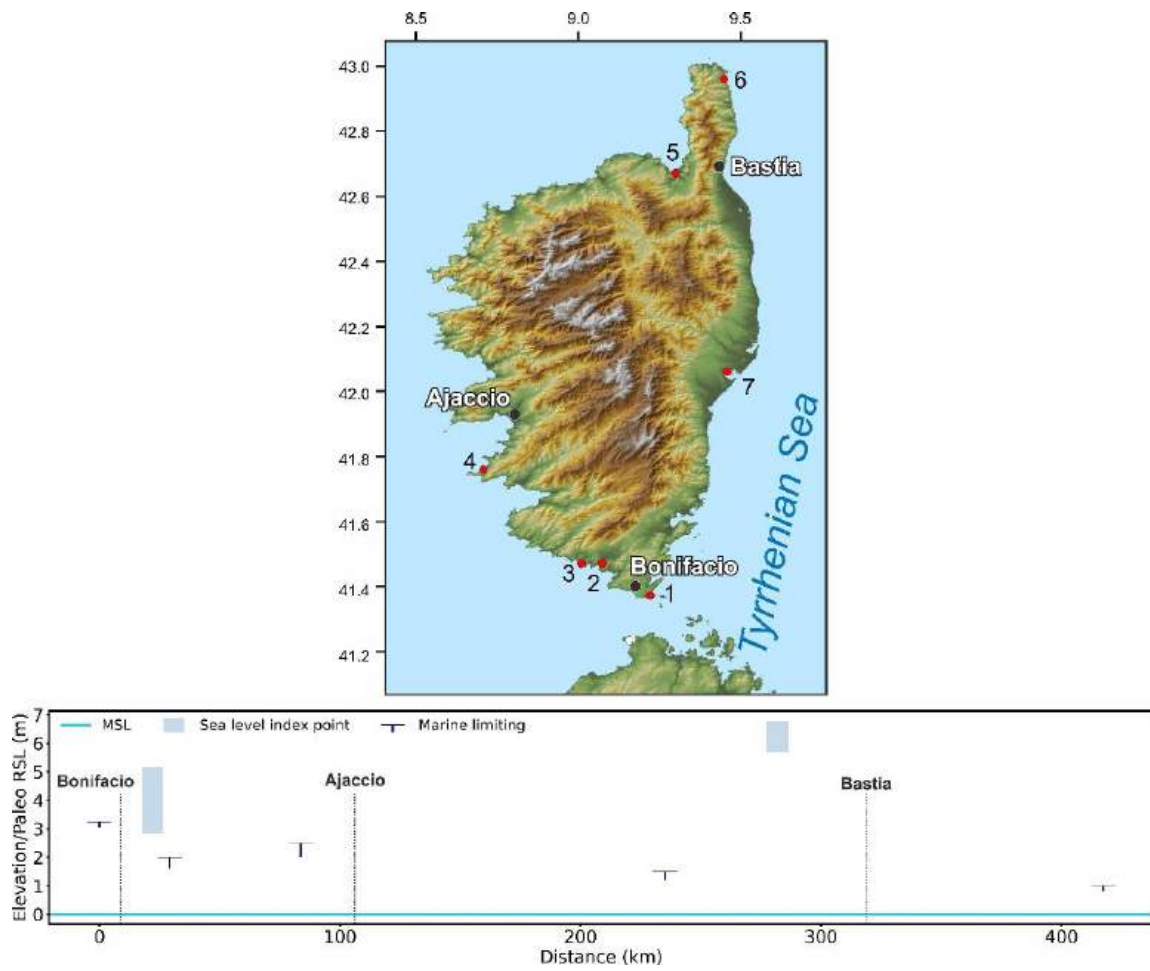 8.5 9.0 9.5
43.0
6
42.8
5
Bastia
42.6
42.4
42.2
7
42.0
Ajaccio
4
41.8
Tyrrhenian Sea
41.6
3 2 Bonifacio
41.4
1
41.2
7
MSL Sea level index point Marine limiting
6
5
Bonifacio Ajaccio Bastia
4
3
2
1
0
Elevation/Paleo RSL (m)
0 100 200 300 400
Distance (km)